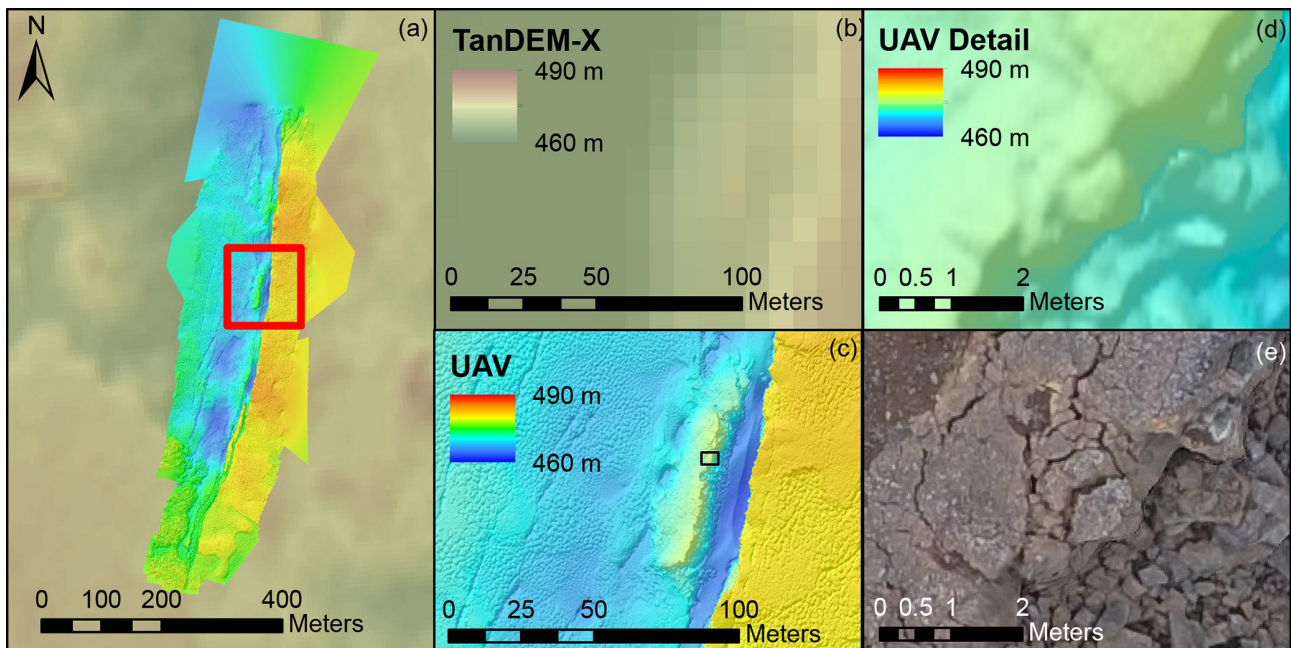 N
(a)
0 100 200 400
Meters
(b)
TanDEM-X
490 m
460 m
0 25 50 100
Meters
(c)
UAV
490 m
460 m
0 25 50 100
Meters
(d)
UAV Detail
490 m
460 m
0 0.5 1 2
Meters
(e)
0 0.5 1 2
Meters